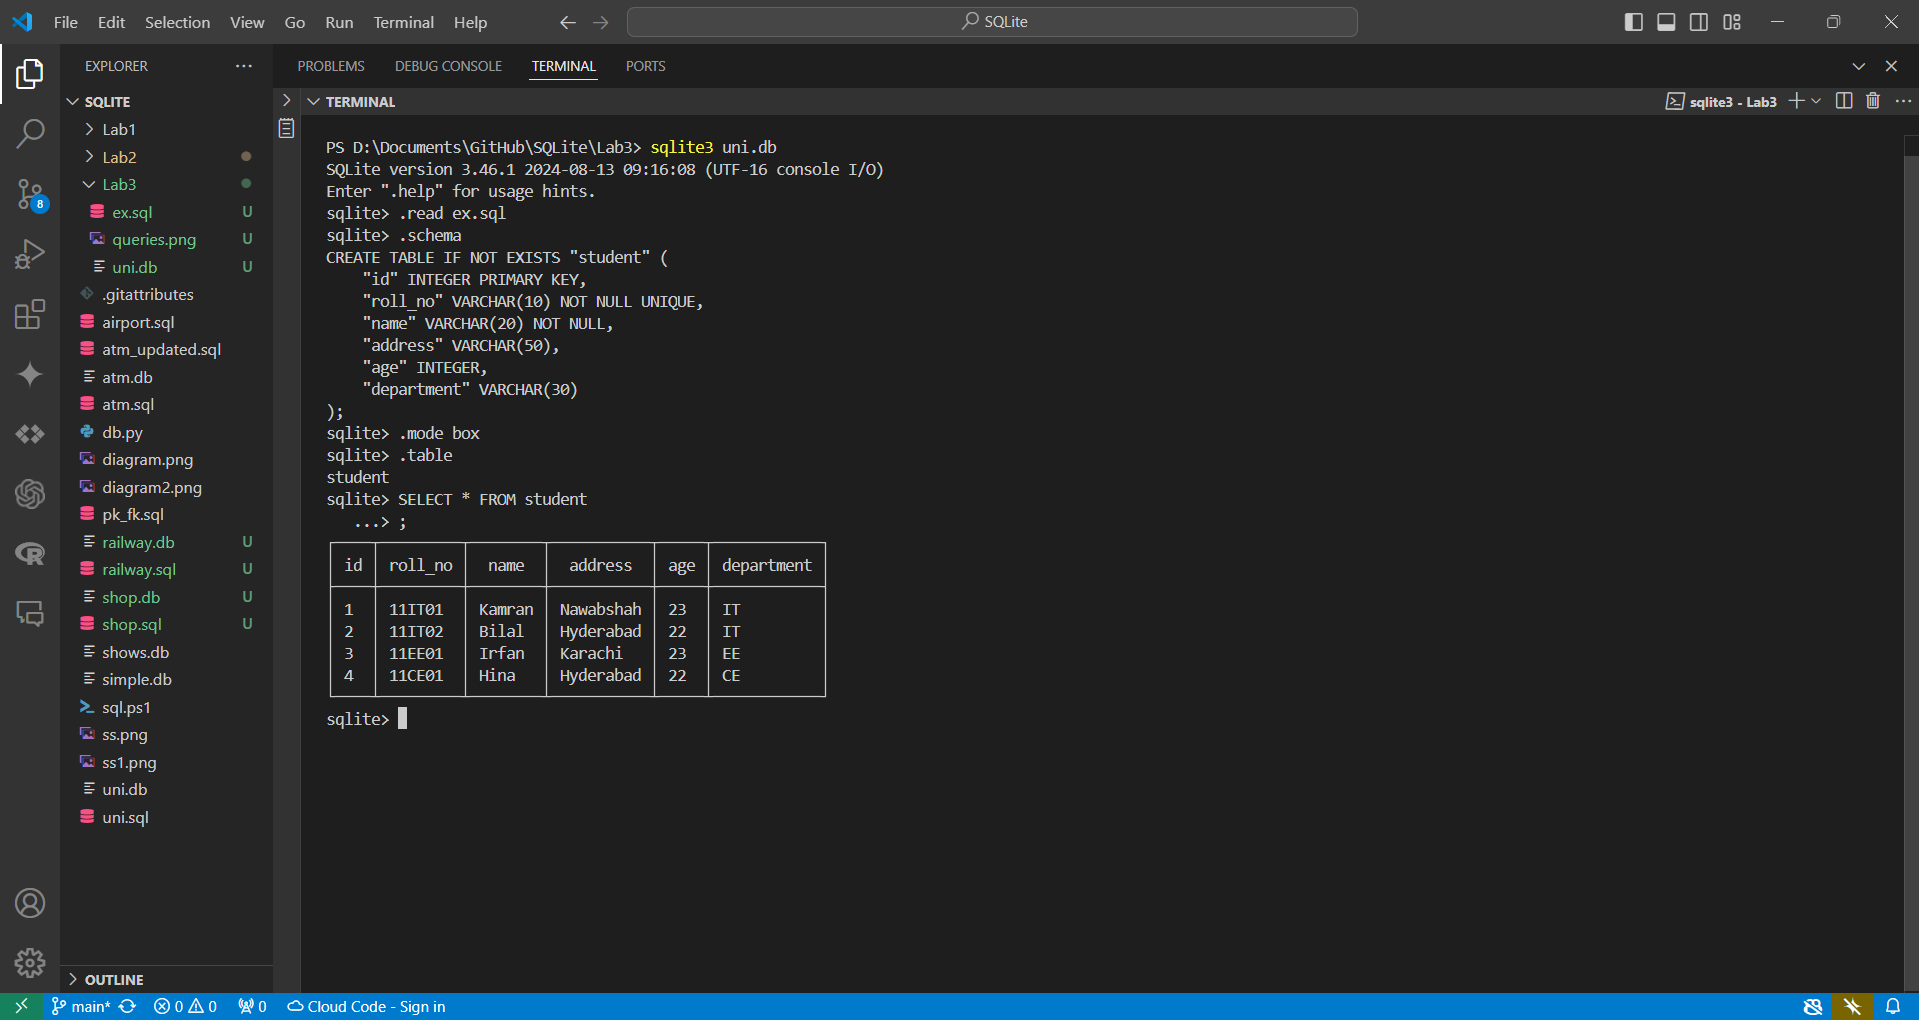 File Edit Selection View Go Run Terminal Help
SQLite
EXPLORER
SQLITE
Lab1
Lab2
Lab3
ex.sql U
queries.png U
uni.db U
.gitattributes
airport.sql
atm_updated.sql
atm.db
atm.sql
db.py
diagram.png
diagram2.png
pk_fk.sql
railway.db U
railway.sql U
shop.db U
shop.sql U
shows.db
simple.db
sql.ps1
ss.png
ss1.png
uni.db
uni.sql
OUTLINE
8
PROBLEMS DEBUG CONSOLE TERMINAL PORTS
TERMINAL
sqlite3 - Lab3
PS D:\Documents\GitHub\SQLite\Lab3> sqlite3 uni.db
SQLite version 3.46.1 2024-08-13 09:16:08 (UTF-16 console I/O)
Enter ".help" for usage hints.
sqlite> .read ex.sql
sqlite> .schema
CREATE TABLE IF NOT EXISTS "student" (
"id" INTEGER PRIMARY KEY,
"roll_no" VARCHAR(10) NOT NULL UNIQUE,
"name" VARCHAR(20) NOT NULL,
"address" VARCHAR(50),
"age" INTEGER,
"department" VARCHAR(30)
);
sqlite> .mode box
sqlite> .table
student
sqlite> SELECT * FROM student
...> ;
id roll_no name address age department
1 11IT01 Kamran Nawabshah 23 IT
2 11IT02 Bilal Hyderabad 22 IT
3 11EE01 Irfan Karachi 23 EE
4 11CE01 Hina Hyderabad 22 CE
sqlite>
main* 0 0 0 Cloud Code - Sign in